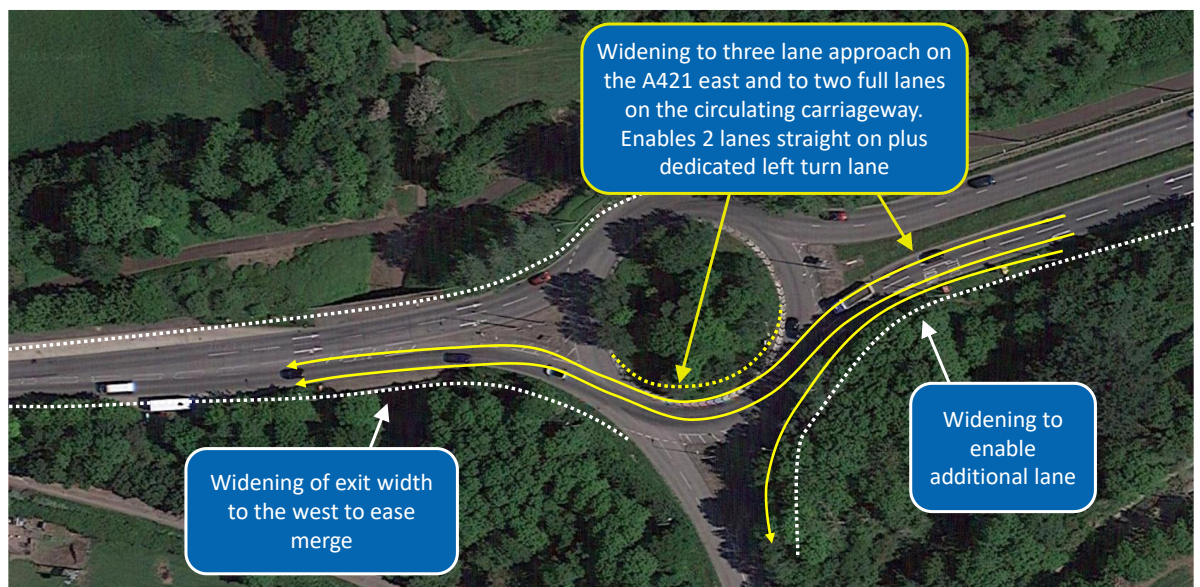 Widening to three lane approach on
the A421 east and to two full lanes
on the circulating carriageway.
Enables 2 lanes straight on plus
dedicated left turn lane
Widening to
enable
additional lane
Widening of exit width
to the west to ease
merge